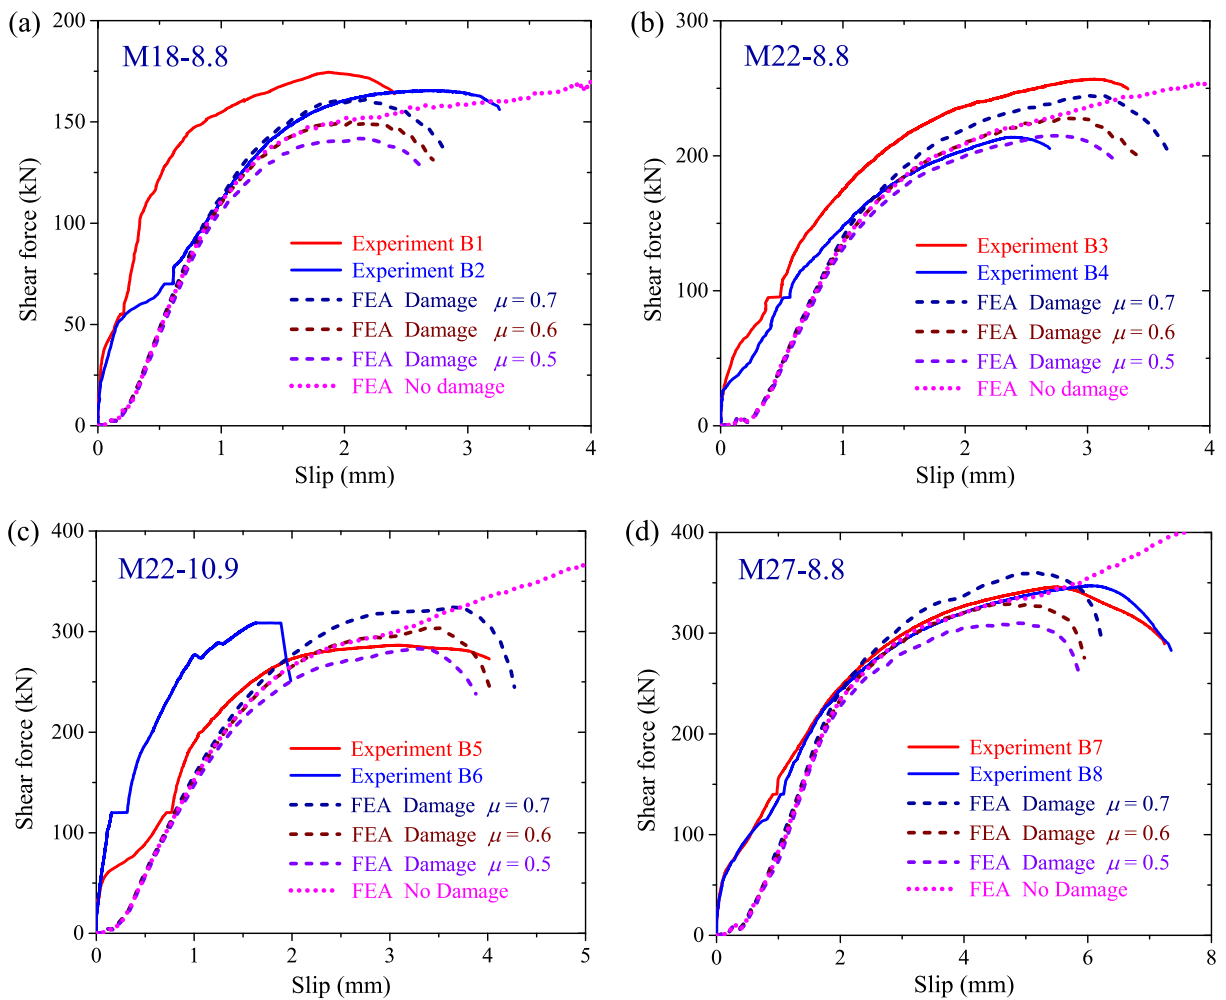 (a)
M18-8.8
200
150
100
50
0
Shear force (kN)
Experiment B1
Experiment B2
FEA Damage μ = 0.7
FEA Damage μ = 0.6
FEA Damage μ = 0.5
FEA No damage
0 1 2 3 4
Slip (mm)
(b)
M22-8.8
300
250
200
150
100
50
0
Shear force (kN)
Experiment B3
Experiment B4
FEA Damage μ = 0.7
FEA Damage μ = 0.6
FEA Damage μ = 0.5
FEA No damage
0 1 2 3 4
Slip (mm)
(c)
M22-10.9
400
300
200
100
0
Shear force (kN)
Experiment B5
Experiment B6
FEA Damage μ = 0.7
FEA Damage μ = 0.6
FEA Damage μ = 0.5
FEA No Damage
0 1 2 3 4 5
Slip (mm)
(d)
M27-8.8
400
300
200
100
0
Shear force (kN)
Experiment B7
Experiment B8
FEA Damage μ = 0.7
FEA Damage μ = 0.6
FEA Damage μ = 0.5
FEA No Damage
0 2 4 6 8
Slip (mm)